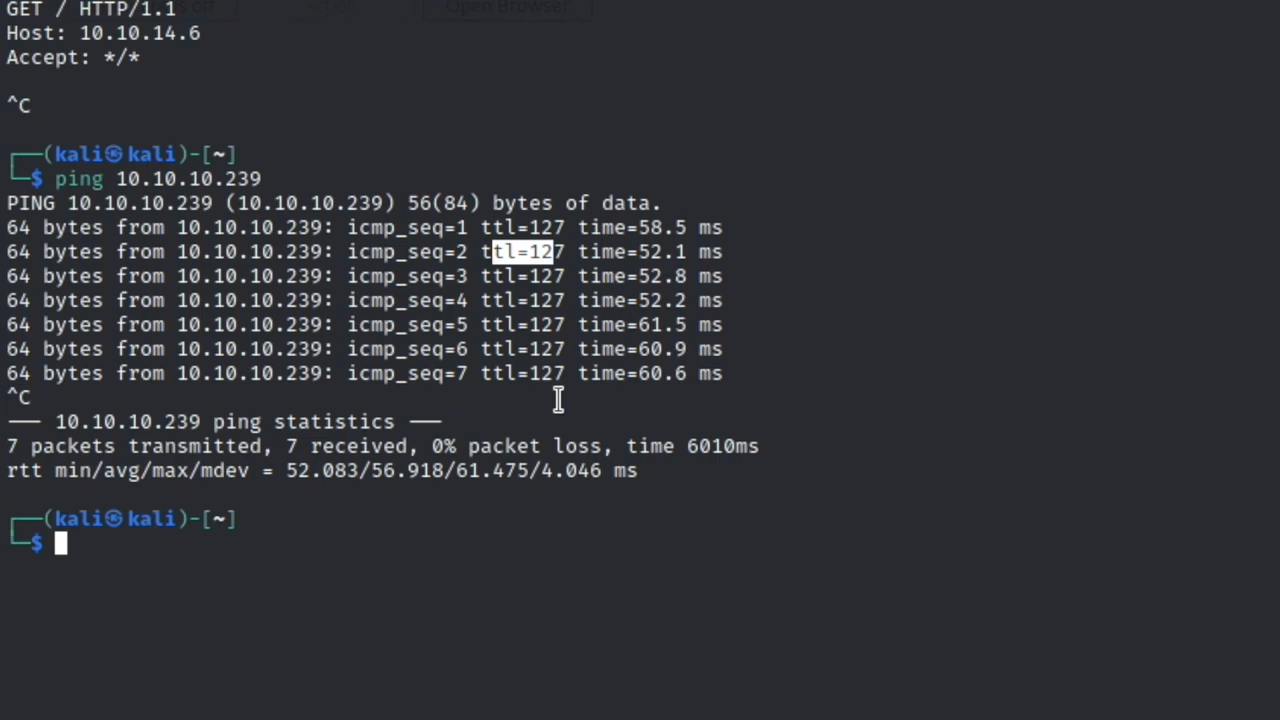 s off
Open Browser
GET / HTTP/1.1
Host: 10.10.14.6
Accept: */*
^C
┌──(kali㉿kali)-[~]
└─$ ping 10.10.10.239
PING 10.10.10.239 (10.10.10.239) 56(84) bytes of data.
64 bytes from 10.10.10.239: icmp_seq=1 ttl=127 time=58.5 ms
64 bytes from 10.10.10.239: icmp_seq=2 ttl=127 time=52.1 ms
64 bytes from 10.10.10.239: icmp_seq=3 ttl=127 time=52.8 ms
64 bytes from 10.10.10.239: icmp_seq=4 ttl=127 time=52.2 ms
64 bytes from 10.10.10.239: icmp_seq=5 ttl=127 time=61.5 ms
64 bytes from 10.10.10.239: icmp_seq=6 ttl=127 time=60.9 ms
64 bytes from 10.10.10.239: icmp_seq=7 ttl=127 time=60.6 ms
^C
--- 10.10.10.239 ping statistics ---
7 packets transmitted, 7 received, 0% packet loss, time 6010ms
rtt min/avg/max/mdev = 52.083/56.918/61.475/4.046 ms
┌──(kali㉿kali)-[~]
└─$